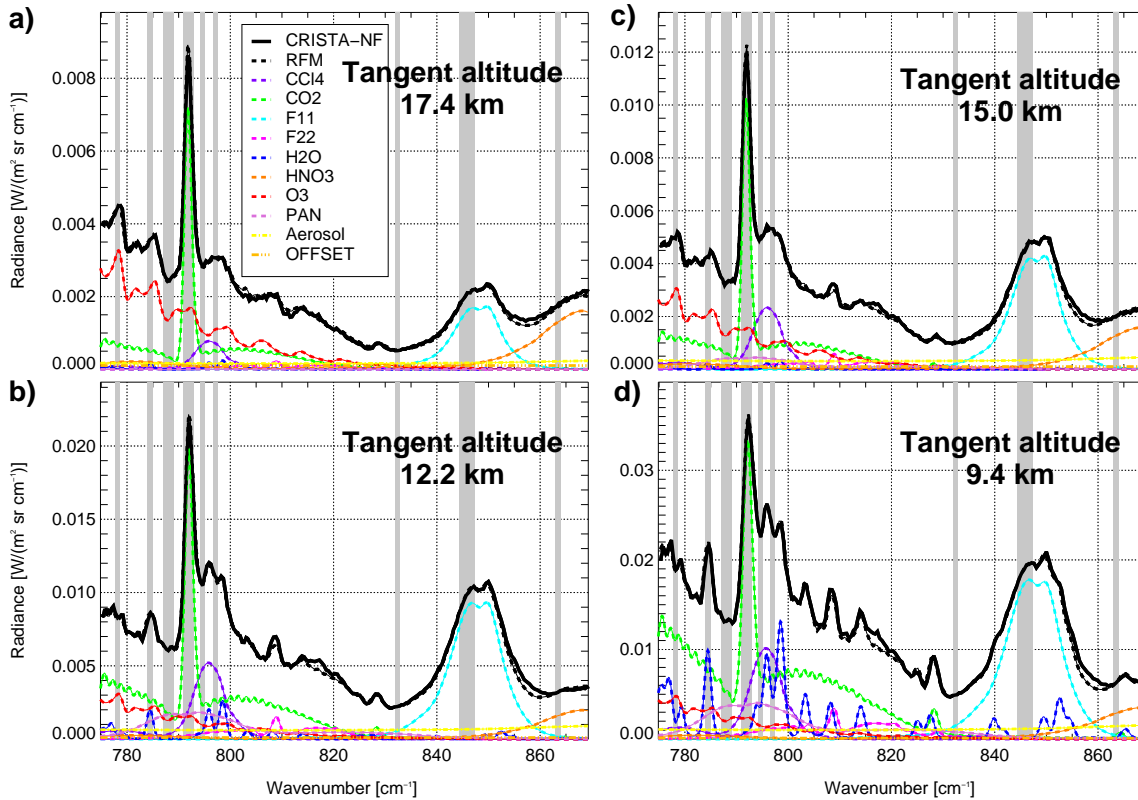 a)
Tangent altitude
17.4 km
CRISTA−NF
RFM
CCl4
CO2
F11
F22
H2O
HNO3
O3
PAN
Aerosol
OFFSET
Radiance [W/(m² sr cm⁻¹)]
0.008
0.006
0.004
0.002
0.000
c)
Tangent altitude
15.0 km
0.012
0.010
0.008
0.006
0.004
0.002
0.000
b)
Tangent altitude
12.2 km
Radiance [W/(m² sr cm⁻¹)]
0.020
0.015
0.010
0.005
0.000
780 800 820 840 860
Wavenumber [cm⁻¹]
d)
Tangent altitude
9.4 km
0.03
0.02
0.01
0.00
780 800 820 840 860
Wavenumber [cm⁻¹]